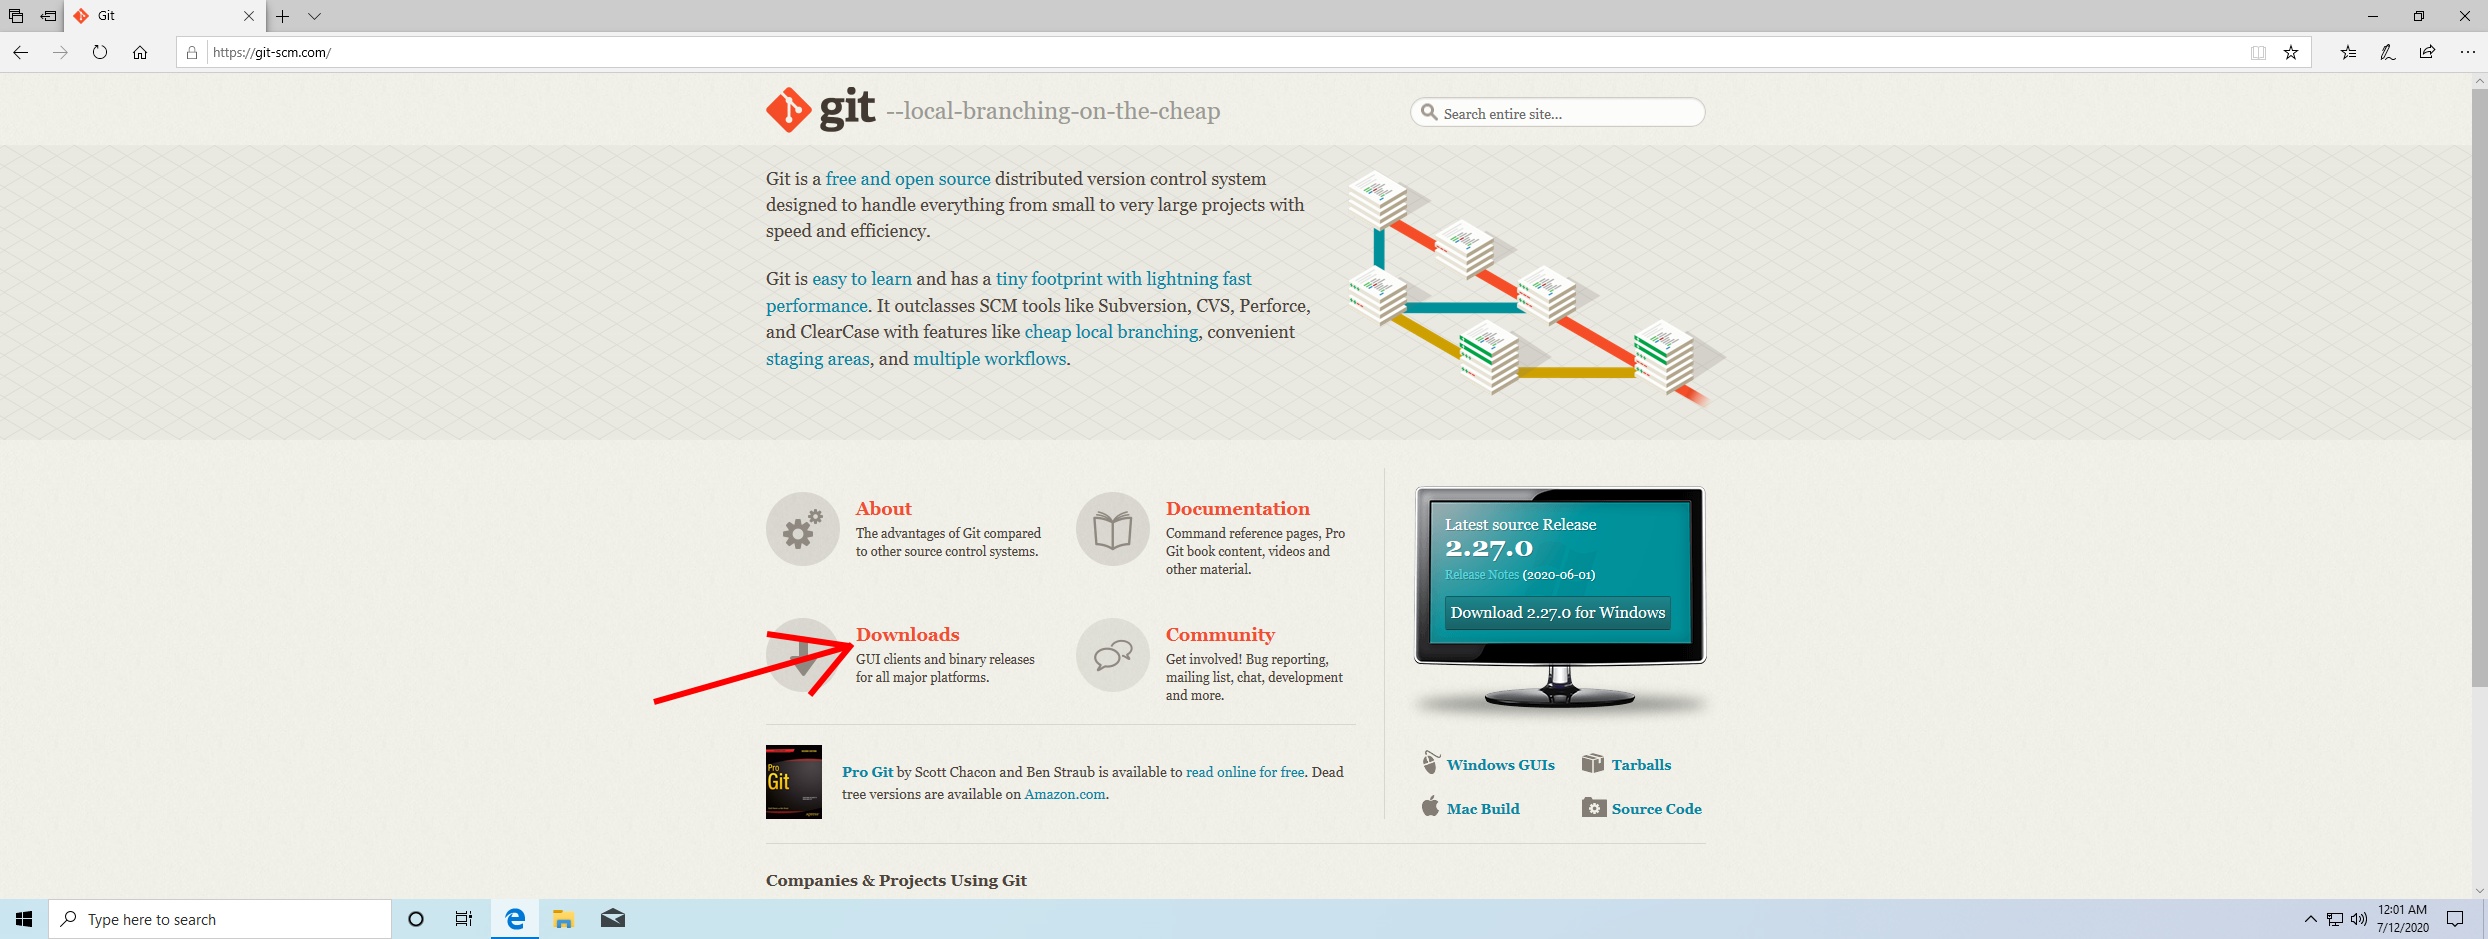 Git
https://git-scm.com/
git --local-branching-on-the-cheap
Search entire site...
Git is a free and open source distributed version control system
designed to handle everything from small to very large projects with
speed and efficiency.
Git is easy to learn and has a tiny footprint with lightning fast
performance. It outclasses SCM tools like Subversion, CVS, Perforce,
and ClearCase with features like cheap local branching, convenient
staging areas, and multiple workflows.
About
The advantages of Git compared
to other source control systems.
Documentation
Command reference pages, Pro
Git book content, videos and
other material.
Downloads
GUI clients and binary releases
for all major platforms.
Community
Get involved! Bug reporting,
mailing list, chat, development
and more.
Latest source Release
2.27.0
Release Notes (2020-06-01)
Download 2.27.0 for Windows
Pro
Git
Pro Git by Scott Chacon and Ben Straub is available to read online for free. Dead
tree versions are available on Amazon.com.
Windows GUIs
Tarballs
Mac Build
Source Code
Companies & Projects Using Git
Type here to search
12:01 AM
7/12/2020